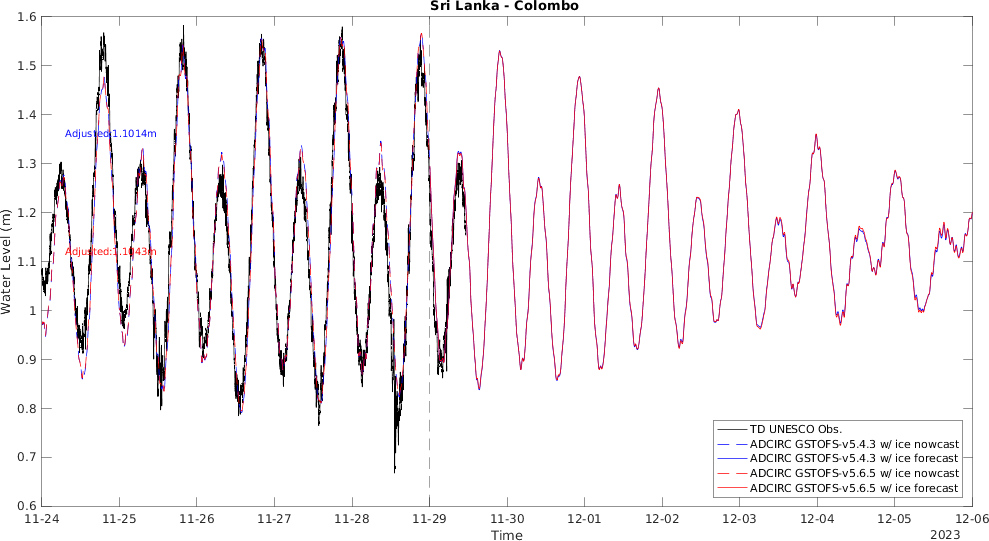 Sri Lanka - Colombo
1.6
1.5
1.4
1.3
1.2
1.1
1
0.9
0.8
0.7
0.6
Water Level (m)
Adjusted:1.1014m
Adjusted:1.1043m
TD UNESCO Obs.
ADCIRC GSTOFS-v5.4.3 w/ ice nowcast
ADCIRC GSTOFS-v5.4.3 w/ ice forecast
ADCIRC GSTOFS-v5.6.5 w/ ice nowcast
ADCIRC GSTOFS-v5.6.5 w/ ice forecast
11-24 11-25 11-26 11-27 11-28 11-29 11-30 12-01 12-02 12-03 12-04 12-05 12-06
Time
2023